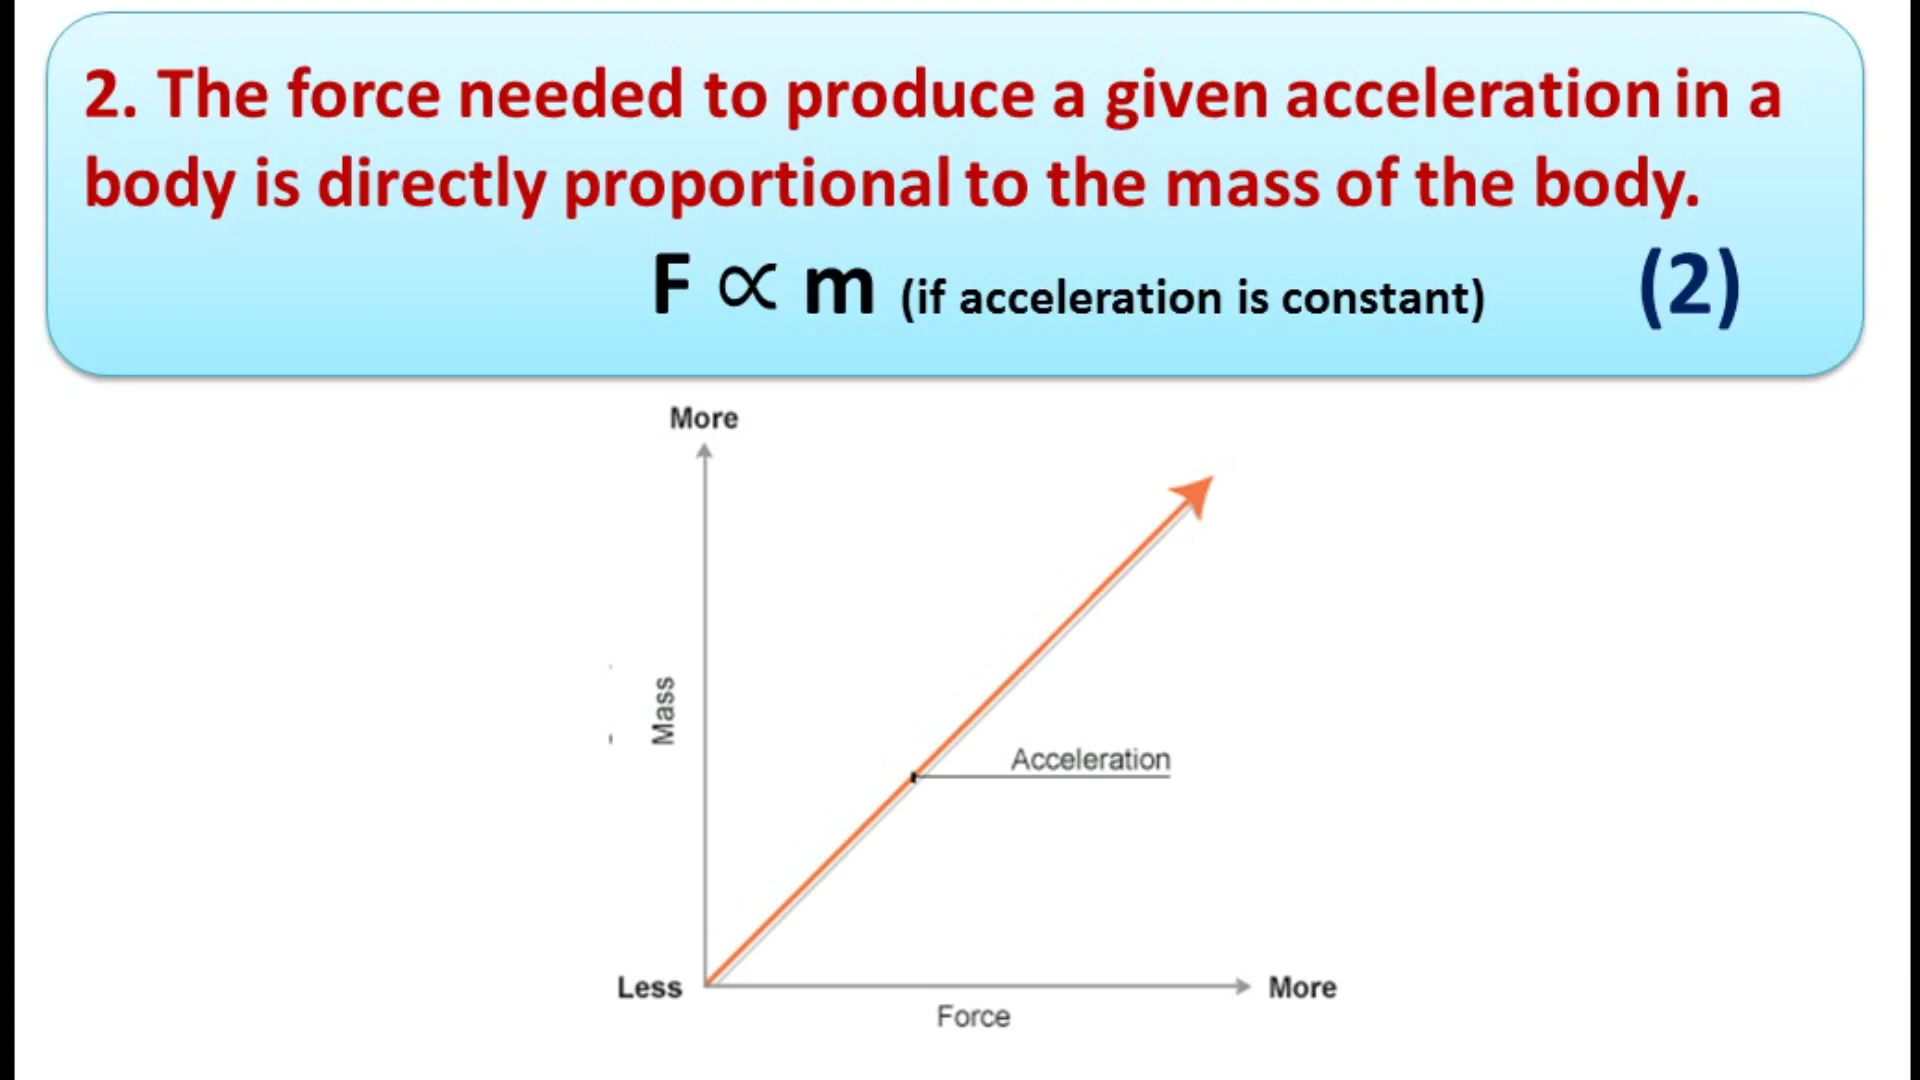 2. The force needed to produce a given acceleration in a
body is directly proportional to the mass of the body.
F ∝ m (if acceleration is constant) (2)
More
Mass
Acceleration
Less
More
Force